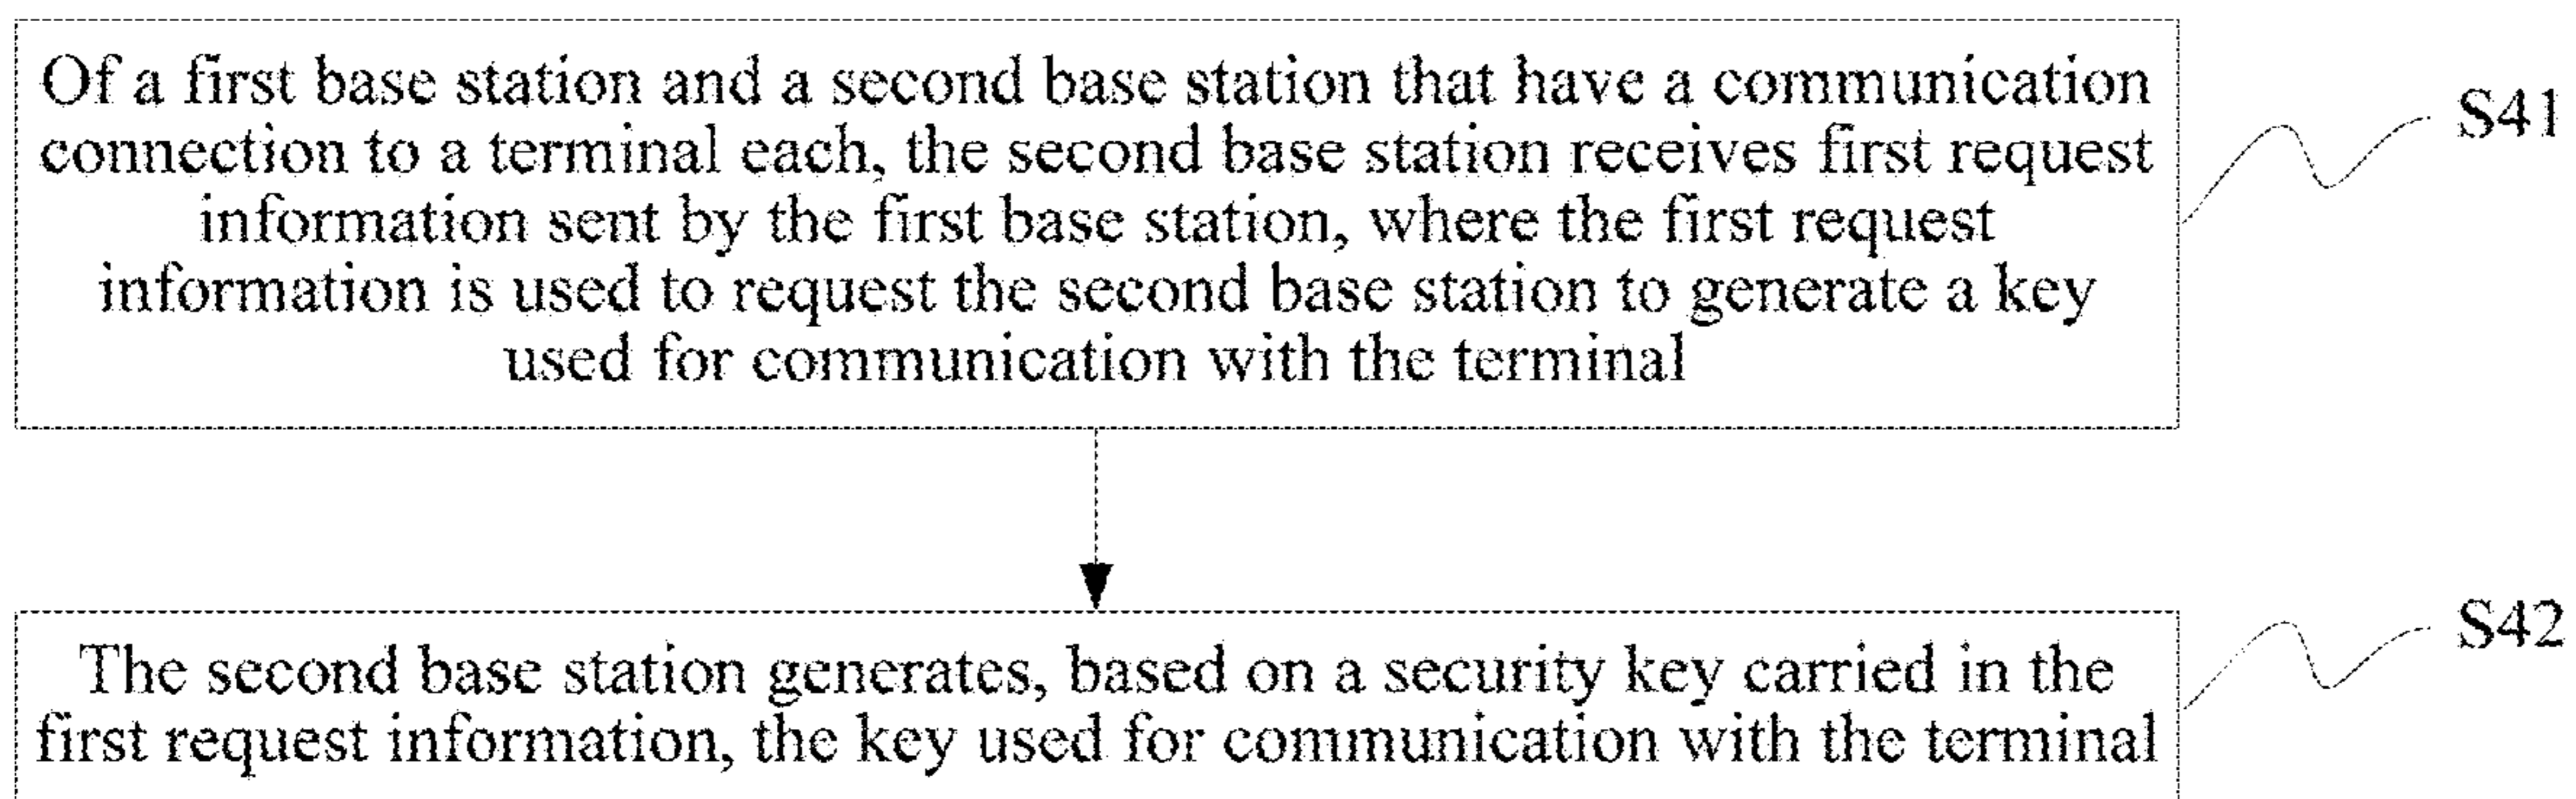 Of a first base station and a second base station that have a communication
connection to a terminal each, the second base station receives first request
information sent by the first base station, where the first request
information is used to request the second base station to generate a key
used for communication with the terminal
S41
The second base station generates, based on a security key carried in the
first request information, the key used for communication with the terminal
S42